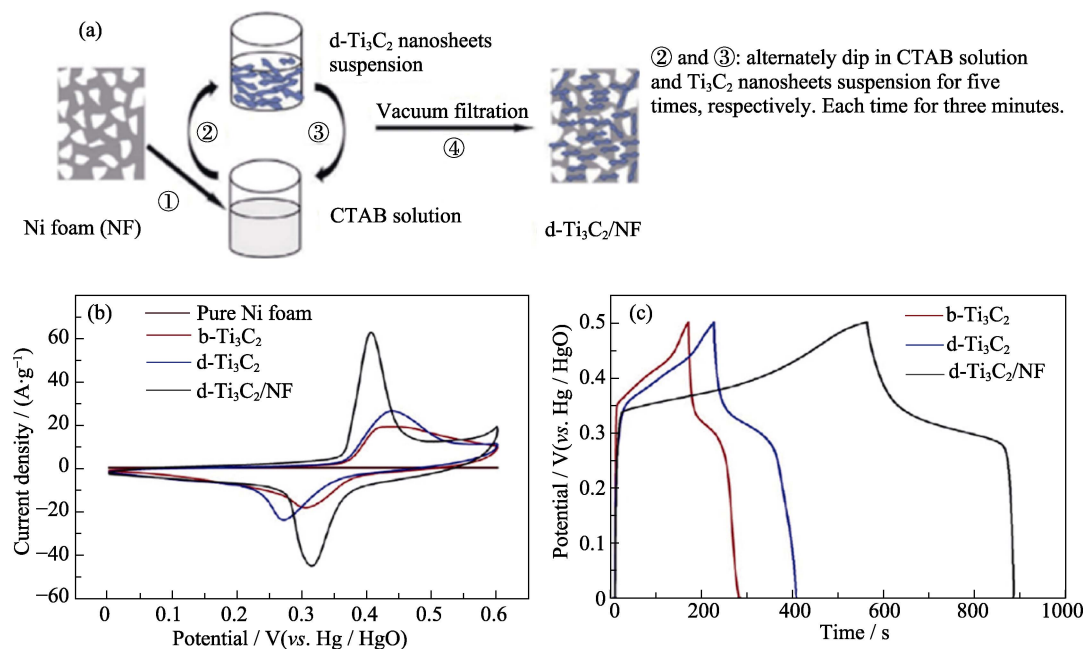 (a)
d-Ti₃C₂ nanosheets
suspension
② and ③: alternately dip in CTAB solution
and Ti₃C₂ nanosheets suspension for five
times, respectively. Each time for three minutes.
Vacuum filtration
②
③
④
①
CTAB solution
Ni foam (NF)
d-Ti₃C₂/NF
(b)
Pure Ni foam
b-Ti₃C₂
d-Ti₃C₂
d-Ti₃C₂/NF
60
40
20
0
−20
−40
−60
Current density / (A·g⁻¹)
0
0.1
0.2
0.3
0.4
0.5
0.6
Potential / V(vs. Hg / HgO)
(c)
b-Ti₃C₂
d-Ti₃C₂
d-Ti₃C₂/NF
0.5
0.4
0.3
0.2
0.1
0
Potential / V(vs. Hg / HgO)
0
200
400
600
800
1000
Time / s